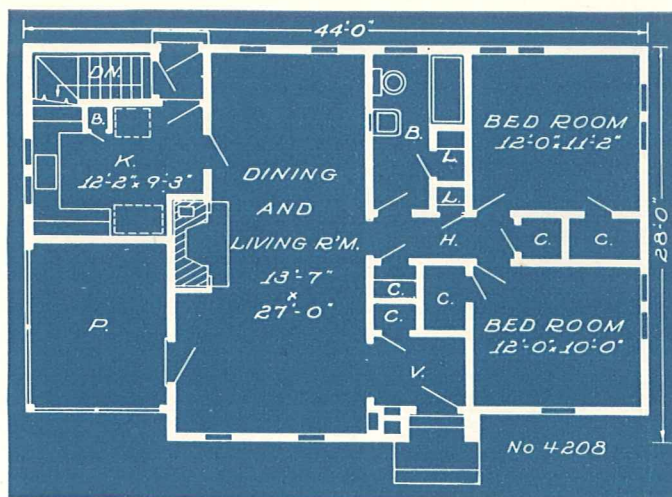 44'-0"
DN.
B.
K.
12'-2" x 9'-3"
DINING
AND
LIVING R'M.
13'-7"
x
27'-0"
B.
L.
L.
BED ROOM
12'-0" x 11'-2"
H.
C.
C.
28'-0"
C.
C.
C.
BED ROOM
12'-0" x 10'-0"
P.
V.
No 4208